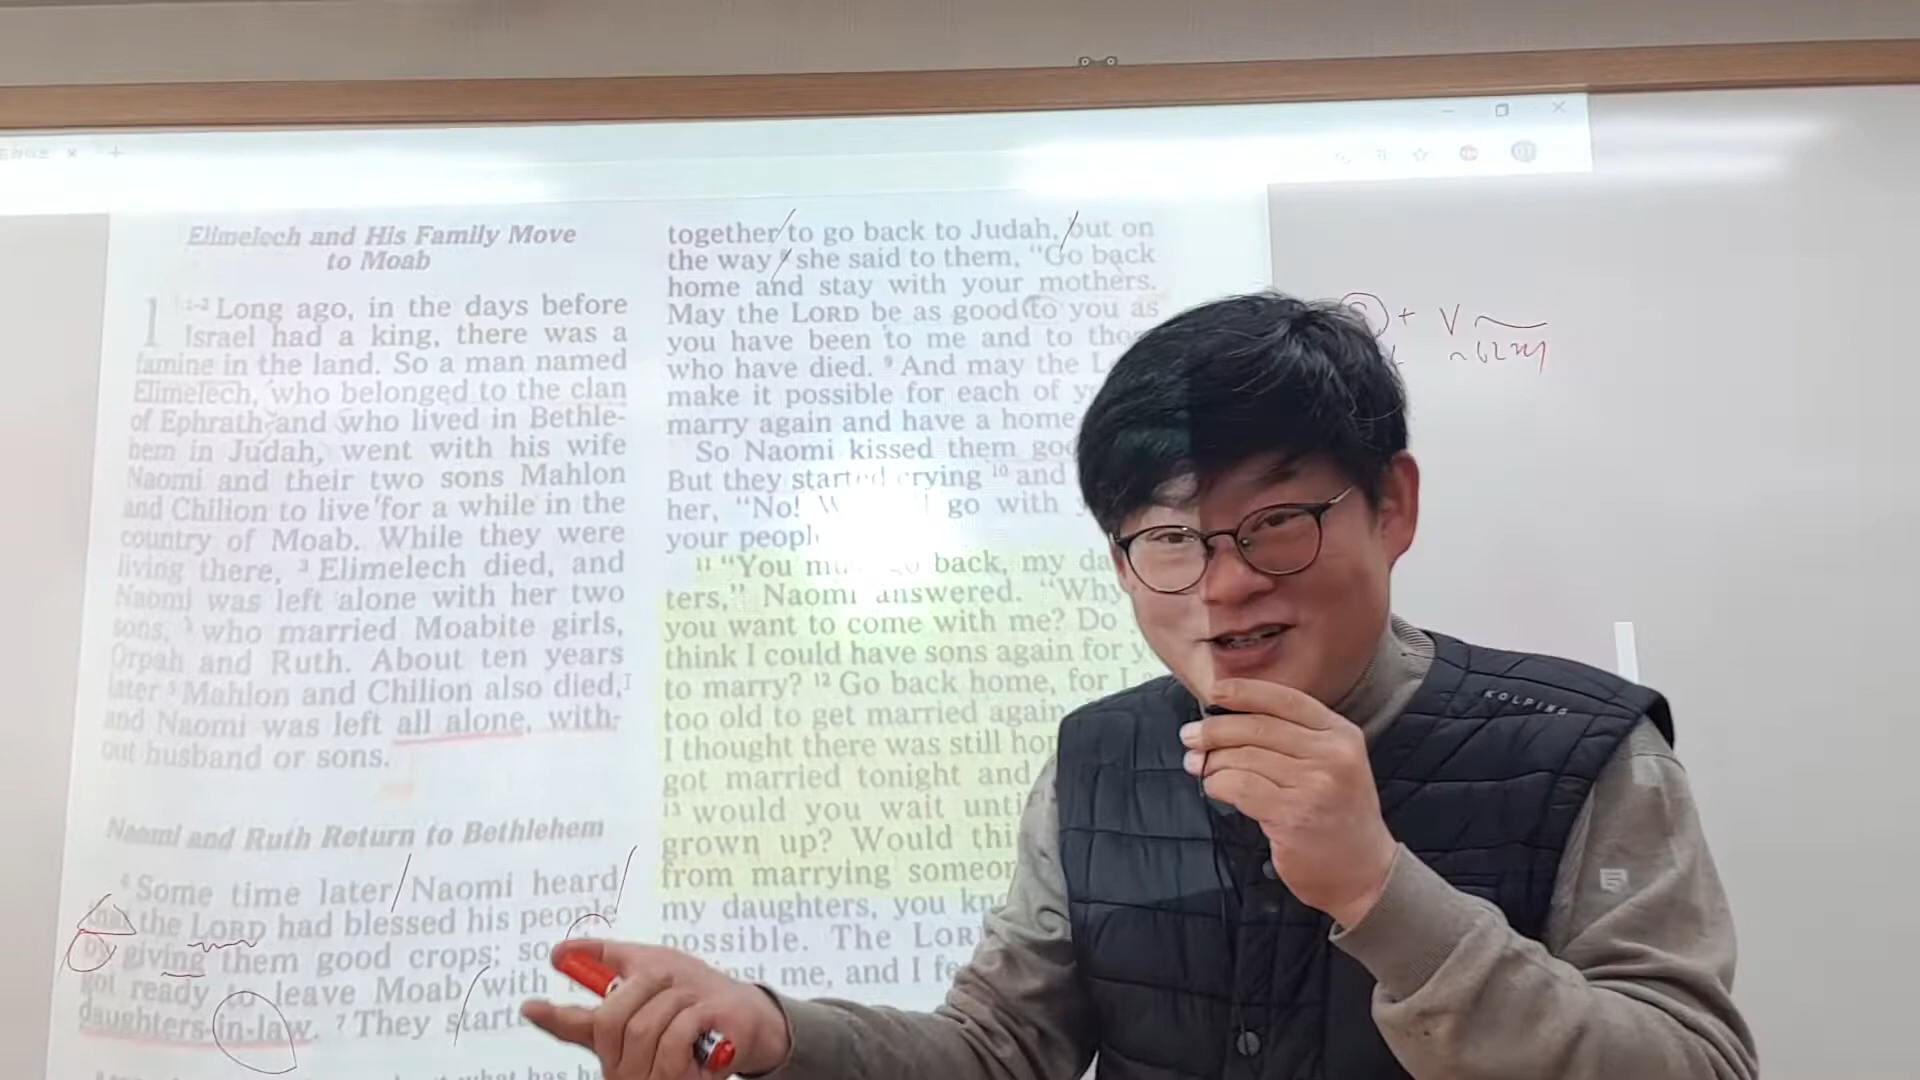 Elimelech and His Family Move
to Moab
1 1-2 Long ago, in the days before
Israel had a king, there was a
famine in the land. So a man named
Elimelech, who belonged to the clan
of Ephrath and who lived in Bethle-
hem in Judah, went with his wife
Naomi and their two sons Mahlon
and Chilion to live for a while in the
country of Moab. While they were
living there, 3 Elimelech died, and
Naomi was left alone with her two
sons, who married Moabite girls,
Orpah and Ruth. About ten years
later 5 Mahlon and Chilion also died,
and Naomi was left all alone, with-
out husband or sons.
Naomi and Ruth Return to Bethlehem
6 Some time later Naomi heard
that the LORD had blessed his people
by giving them good crops; so
got ready to leave Moab with
daughters-in-law. 7 They
together to go back to Judah, but on
the way she said to them, "Go back
home and stay with your mothers.
May the LORD be as good to you as
you have been to me and to
who have died. 9 And may the
make it possible for each of
marry again and have a home
So Naomi kissed them
But they started crying 10 and
her, "No! go with
your
11 "You back, my
ters," Naomi answered. "Why
you want to come with me? Do
think I could have sons again for
to marry? 12 Go back home, for I
too old to get married again
I thought there was still
got married tonight and
13 would you wait
grown up? Would
from marrying
my daughters, you
possible. The LORD
me, and I
what has
+ V
KOLPING